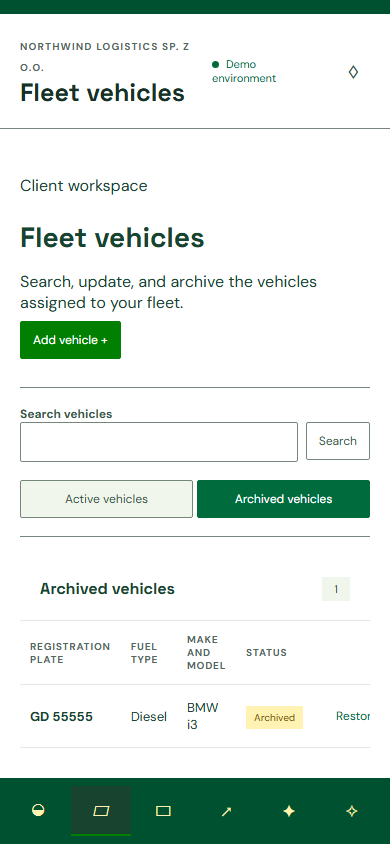 NORTHWIND LOGISTICS SP. Z
O.O.
Fleet vehicles
Demo
environment
Client workspace
Fleet vehicles
Search, update, and archive the vehicles
assigned to your fleet.
Add vehicle +
Search vehicles
Search
Active vehicles
Archived vehicles
Archived vehicles
1
REGISTRATION PLATE
FUEL TYPE
MAKE AND MODEL
STATUS
GD 55555
Diesel
BMW i3
Archived
Restor